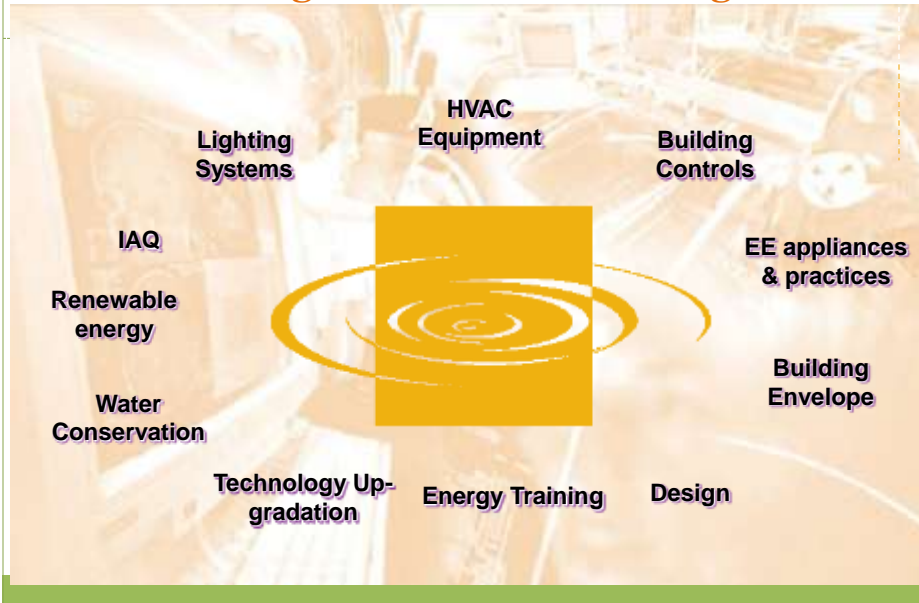 HVAC
Equipment
Lighting
Systems
Building
Controls
IAQ
EE appliances
& practices
Renewable
energy
Building
Envelope
Water
Conservation
Technology Up-
gradation
Energy Training
Design